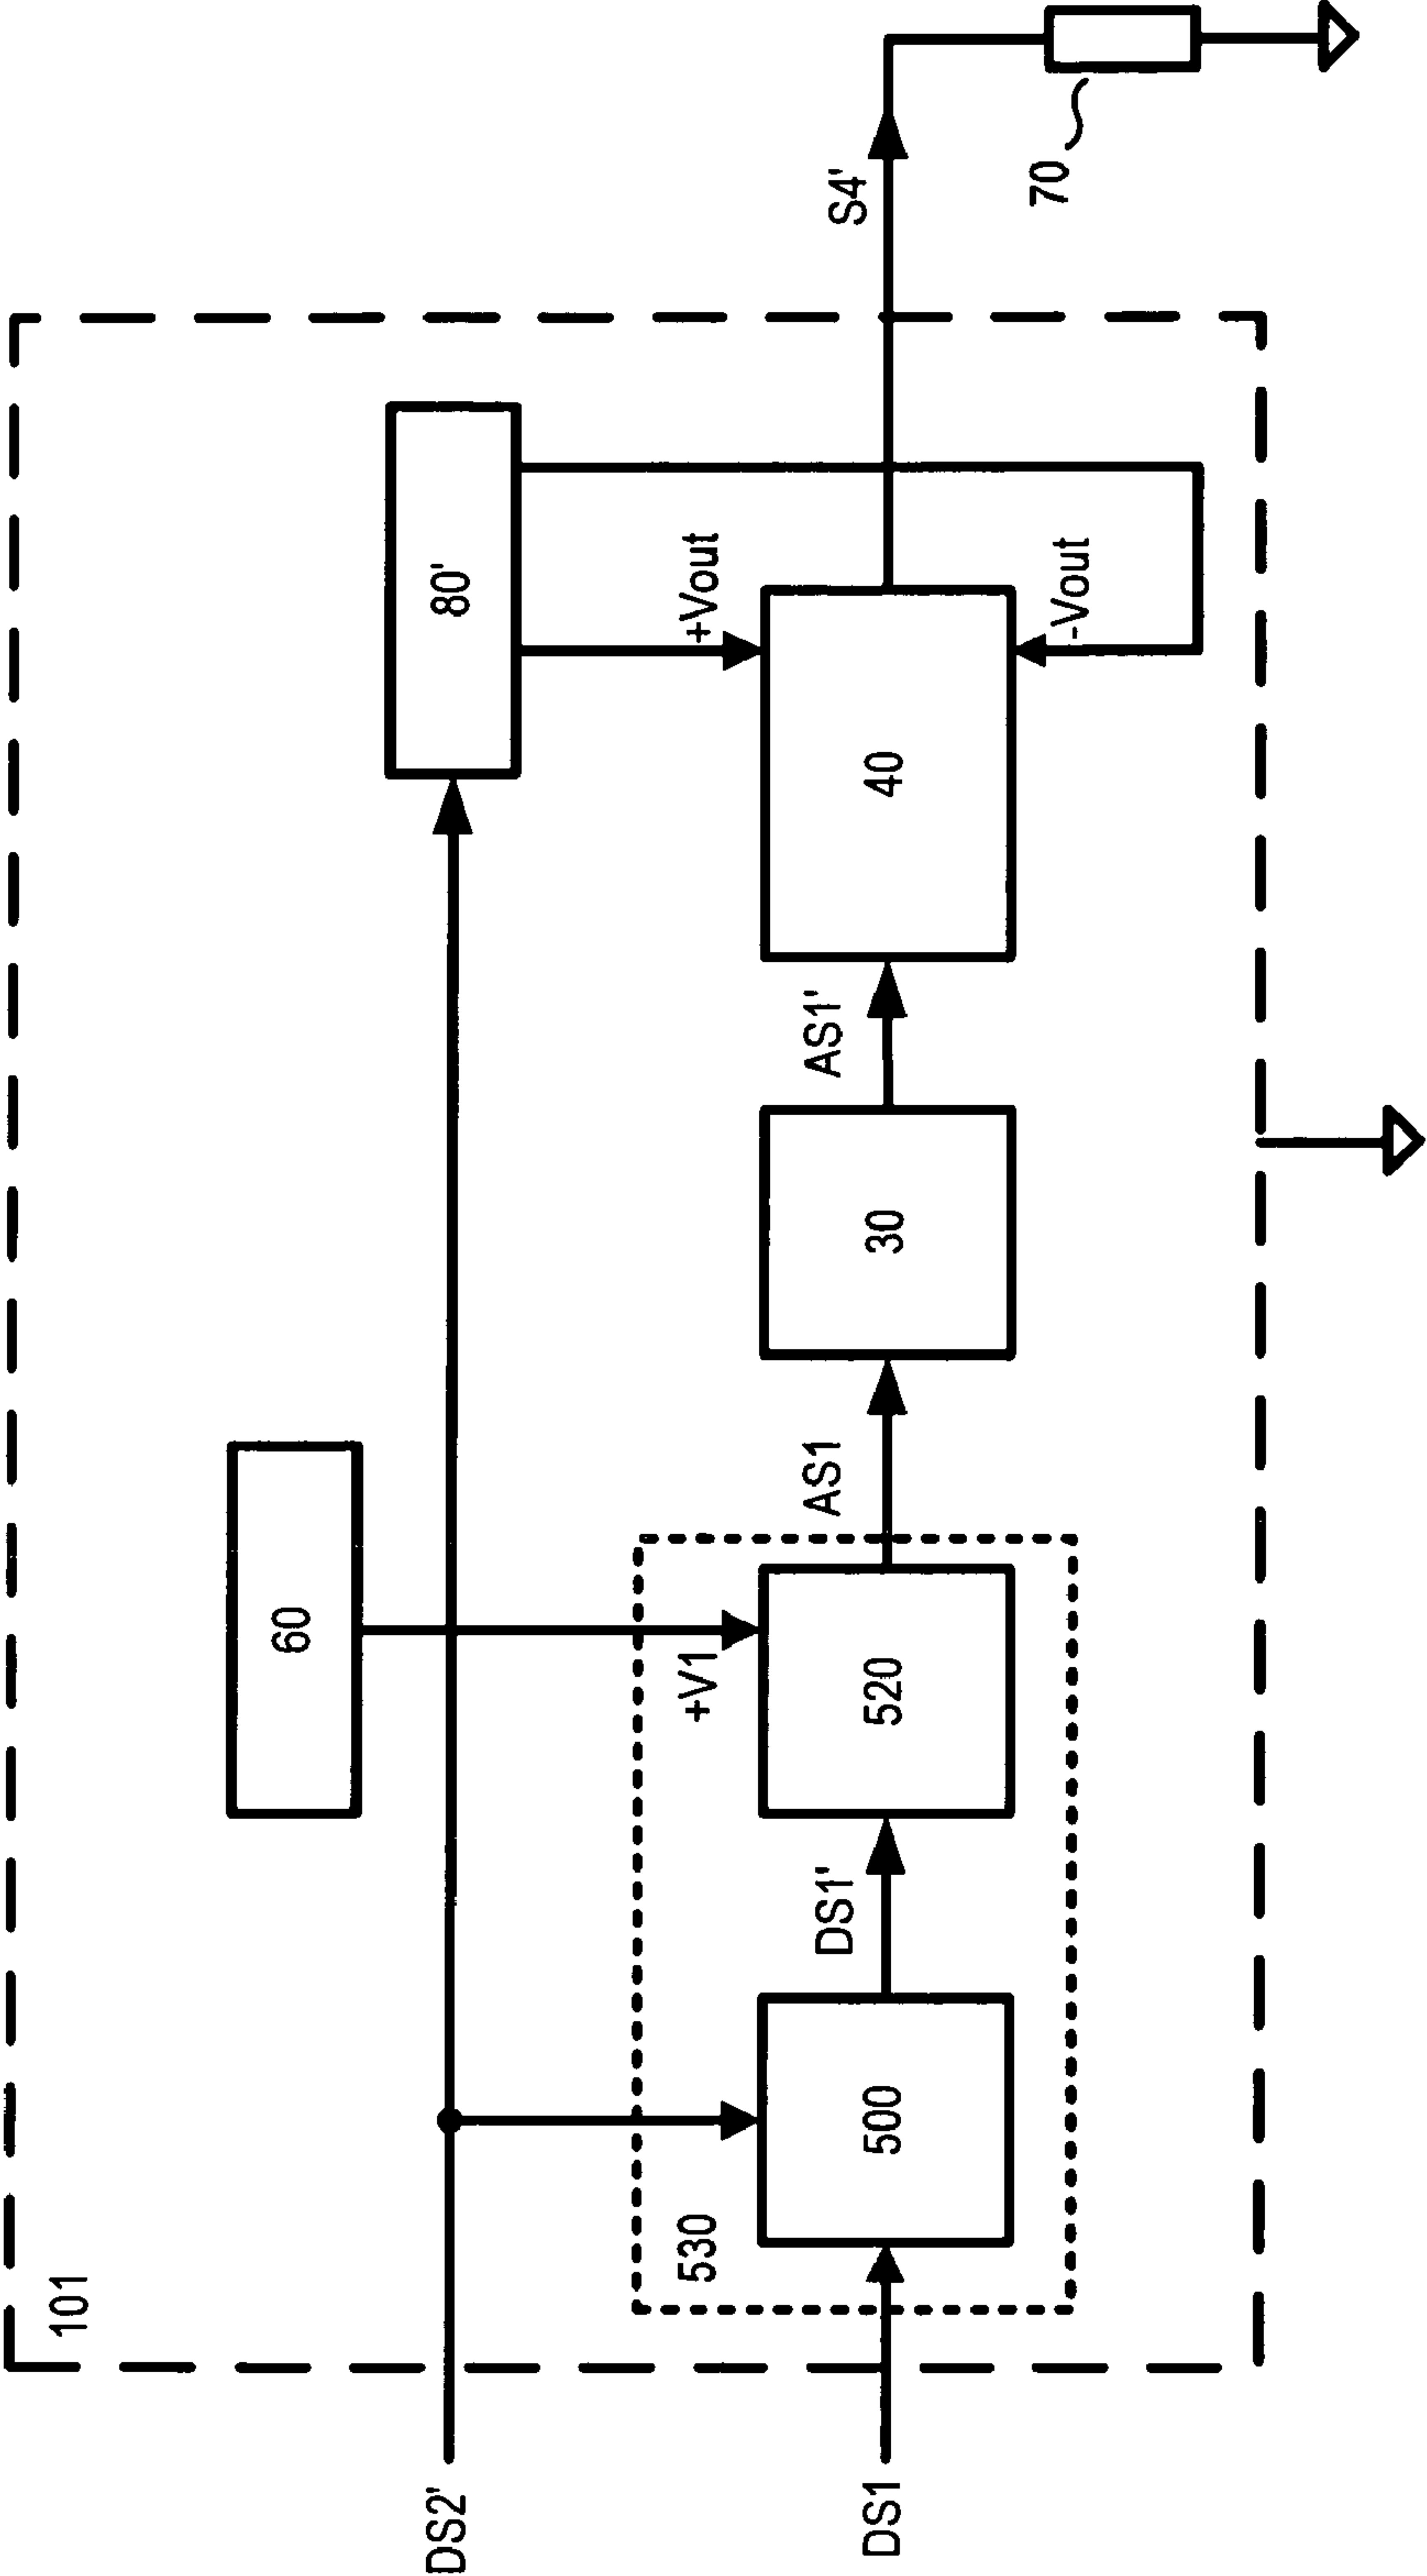 101
60
80'
DS2'
530
+V1
+Vout
DS1'
AS1
AS1'
S4'
DS1
500
520
30
40
-Vout
70